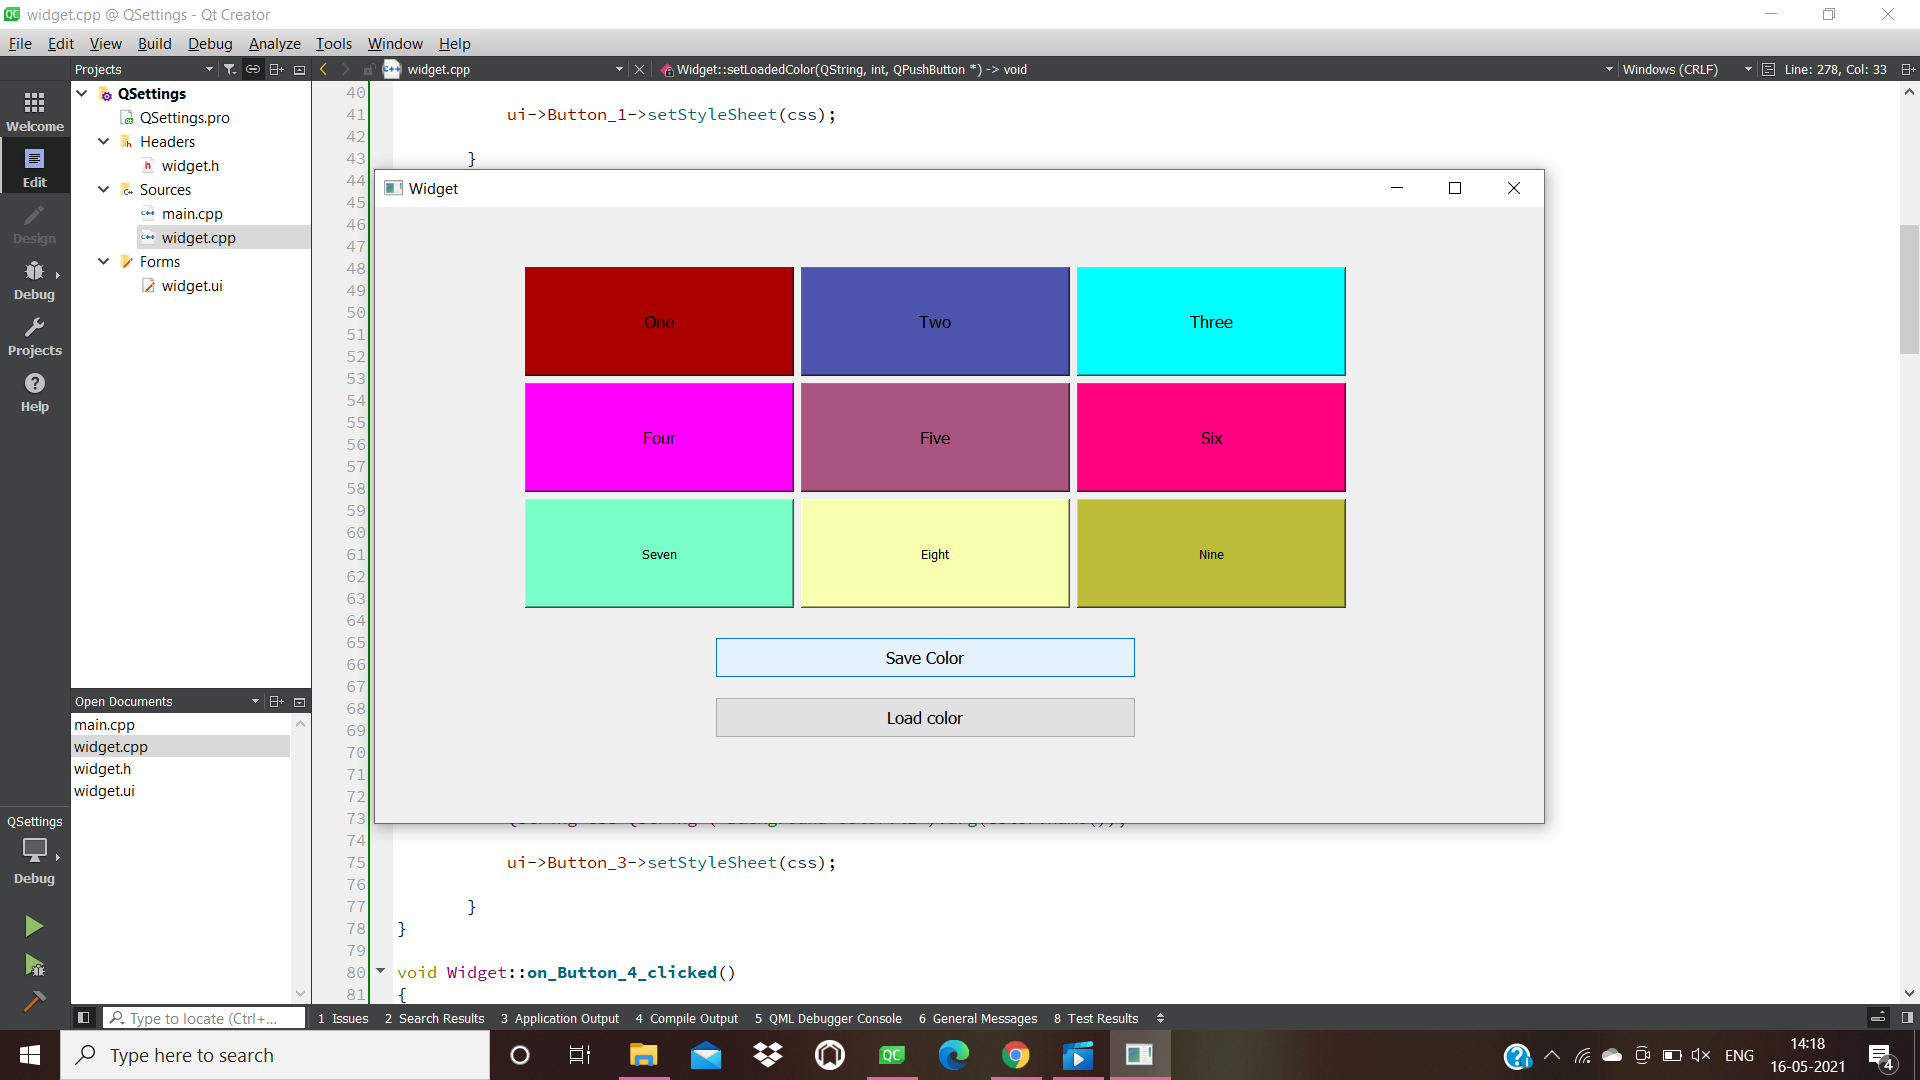 widget.cpp @ QSettings - Qt Creator
File Edit View Build Debug Analyze Tools Window Help
Projects
widget.cpp
Widget::setLoadedColor(QString, int, QPushButton *) -> void
Windows (CRLF)
Line: 278, Col: 33
Welcome
Edit
Design
Debug
Projects
Help
QSettings
QSettings.pro
Headers
widget.h
Sources
main.cpp
widget.cpp
Forms
widget.ui
Open Documents
main.cpp
widget.cpp
widget.h
widget.ui
QSettings
Debug
40
41 ui->Button_1->setStyleSheet(css);
42
43 }
44
45
46
47
48
49
50
51
52
53
54
55
56
57
58
59
60
61
62
63
64
65
66
67
68
69
70
71
72
73
74
75 ui->Button_3->setStyleSheet(css);
76
77 }
78 }
79
80 void Widget::on_Button_4_clicked()
81 {
Widget
One Two Three
Four Five Six
Seven Eight Nine
Save Color
Load color
Type to locate (Ctrl+...
1 Issues 2 Search Results 3 Application Output 4 Compile Output 5 QML Debugger Console 6 General Messages 8 Test Results
Type here to search
QC
ENG
14:18
16-05-2021
4